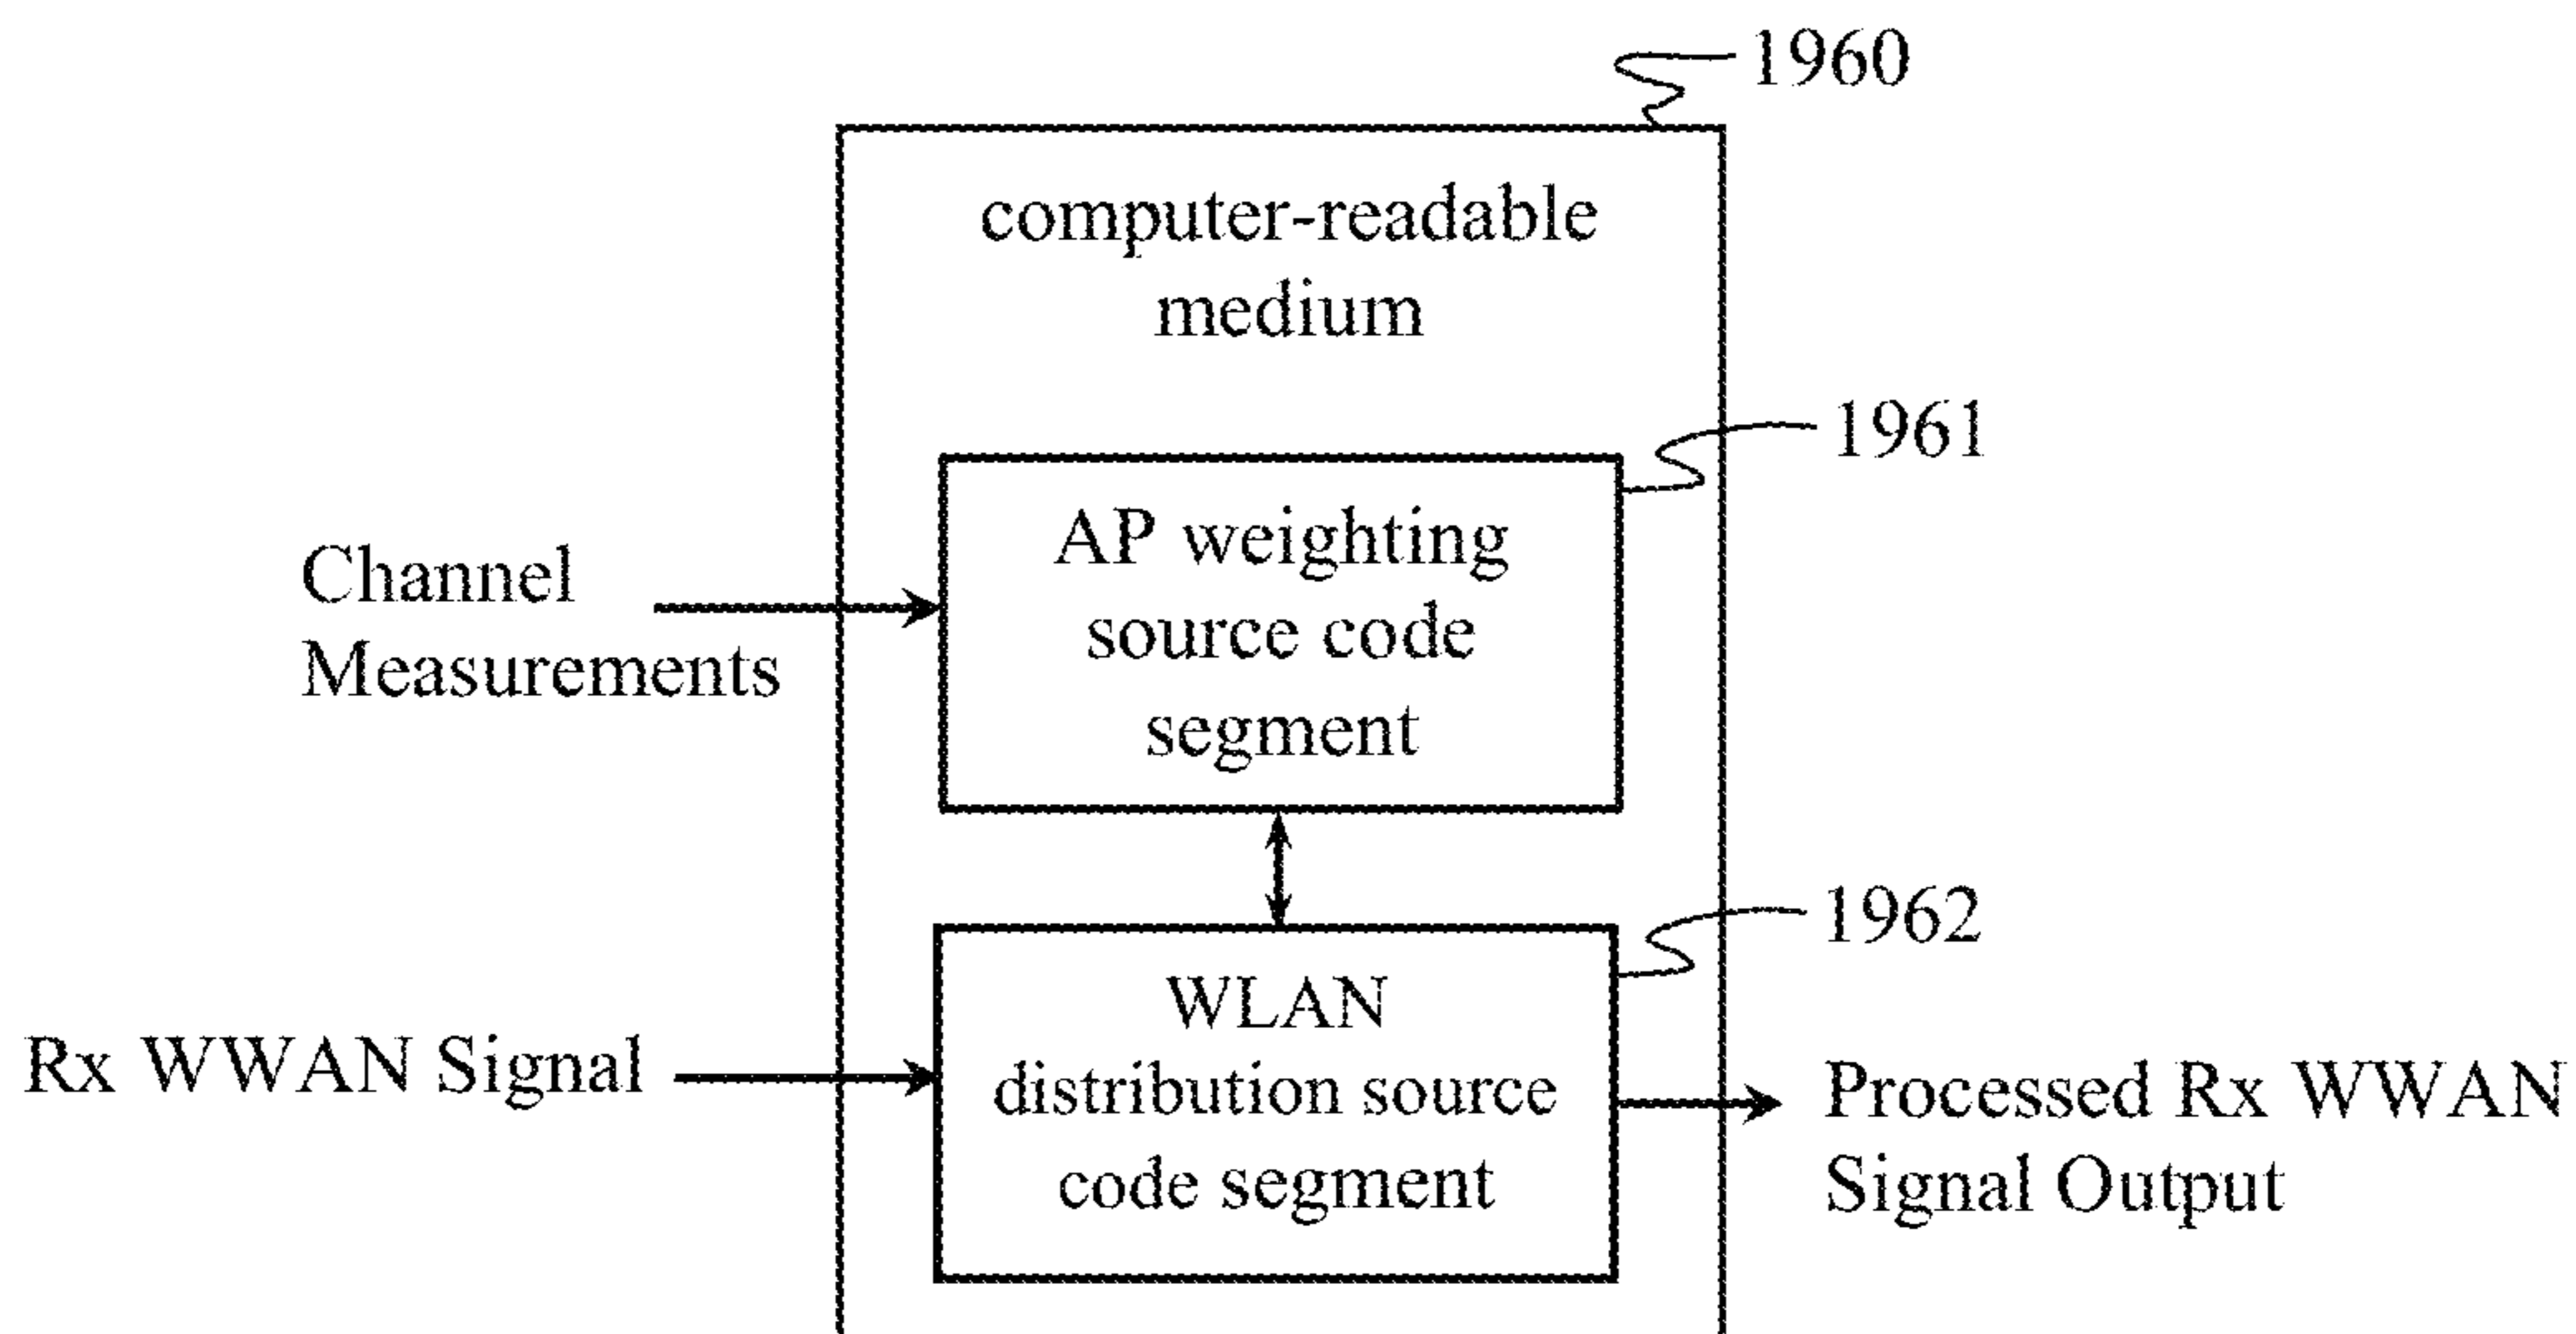 1960
computer-readable
medium
1961
AP weighting
source code
segment
Channel
Measurements
1962
WLAN
distribution source
code segment
Rx WWAN Signal
Processed Rx WWAN
Signal Output